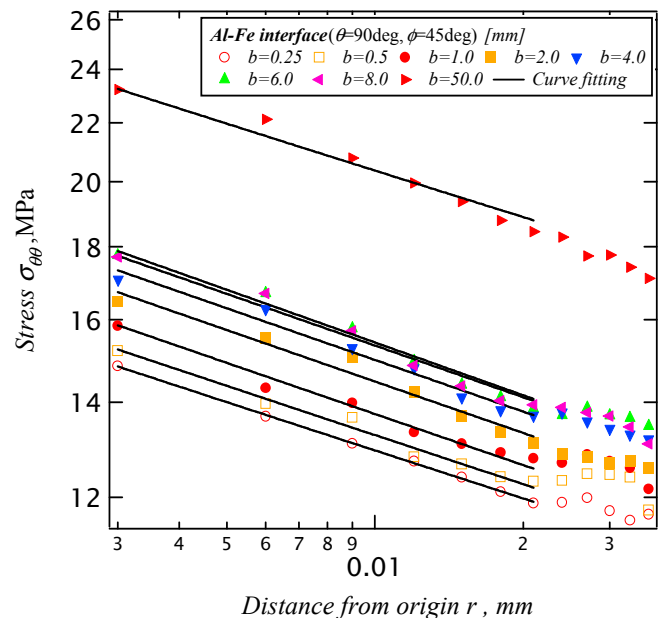 Al-Fe interface(θ=90deg, ϕ=45deg) [mm]
b=0.25 b=0.5 b=1.0 b=2.0 b=4.0
b=6.0 b=8.0 b=50.0 Curve fitting
26
24
22
20
18
16
14
12
Stress σθθ,MPa
3 4 5 6 7 8 9 2 3
0.01
Distance from origin r , mm